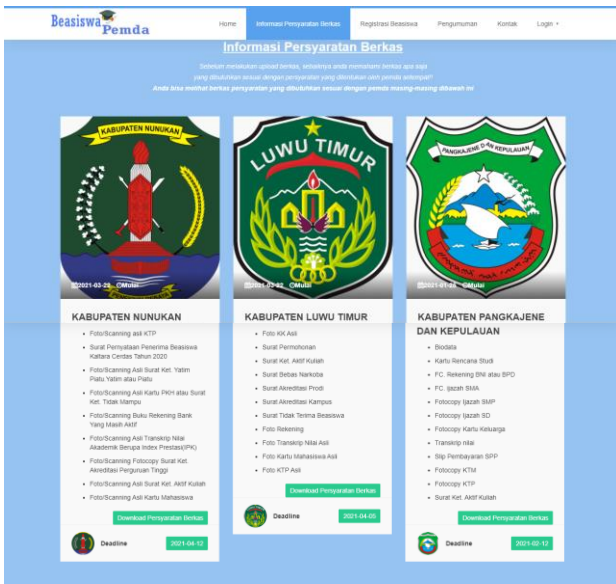 Beasiswa
Pemda
Home
Informasi Persyaratan Berkas
Registrasi Beasiswa
Pengumuman
Kontak
Login
Informasi Persyaratan Berkas
Sebelum melakukan upload berkas, sebaiknya anda memahami berkas apa saja
yang dibutuhkan sesuai dengan persyaratan yang ditentukan oleh pemda setempat!!
Anda bisa melihat berkas persyaratan yang dibutuhkan sesuai dengan pemda masing-masing dibawah ini
KABUPATEN NUNUKAN
Mulai
KABUPATEN NUNUKAN
Foto/Scanning asli KTP
Surat Pernyataan Penerima Beasiswa
Kaltara Cerdas Tahun 2020
Foto/Scanning Asli Surat Ket. Yatim
Piatu Yatim atau Piatu
Foto/Scanning Asli Kartu PKH atau Surat
Ket. Tidak Mampu
Foto/Scanning Buku Rekening Bank
Yang Masih Aktif
Foto/Scanning Asli Transkrip Nilai
Akademik Berupa Index Prestasi(IPK)
Foto/Scanning Fotocopy Surat Ket.
Akreditasi Perguruan Tinggi
Foto/Scanning Asli Surat Ket. Aktif Kuliah
Foto/Scanning Asli Kartu Mahasiswa
Download Persyaratan Berkas
Deadline
2021-04-12
LUWU TIMUR
Mulai
KABUPATEN LUWU TIMUR
Foto KK Asli
Surat Permohonan
Surat Ket. Aktif Kuliah
Surat Bebas Narkoba
Surat Akreditasi Prodi
Surat Akreditasi Kampus
Surat Tidak Terima Beasiswa
Foto Rekening
Foto Transkrip Nilai Asli
Foto Kartu Mahasiswa Asli
Foto KTP Asli
Download Persyaratan Berkas
Deadline
2021-04-05
PANGKAJENE DAN KEPULAUAN
Mulai
KABUPATEN PANGKAJENE
DAN KEPULAUAN
Biodata
Kartu Rencana Studi
FC. Rekening BNI atau BPD
FC. Ijazah SMA
Fotocopy Ijazah SMP
Fotocopy Ijazah SD
Fotocopy Kartu Keluarga
Transkrip nilai
Slip Pembayaran SPP
Fotocopy KTM
Fotocopy KTP
Surat Ket. Aktif Kuliah
Download Persyaratan Berkas
Deadline
2021-02-12